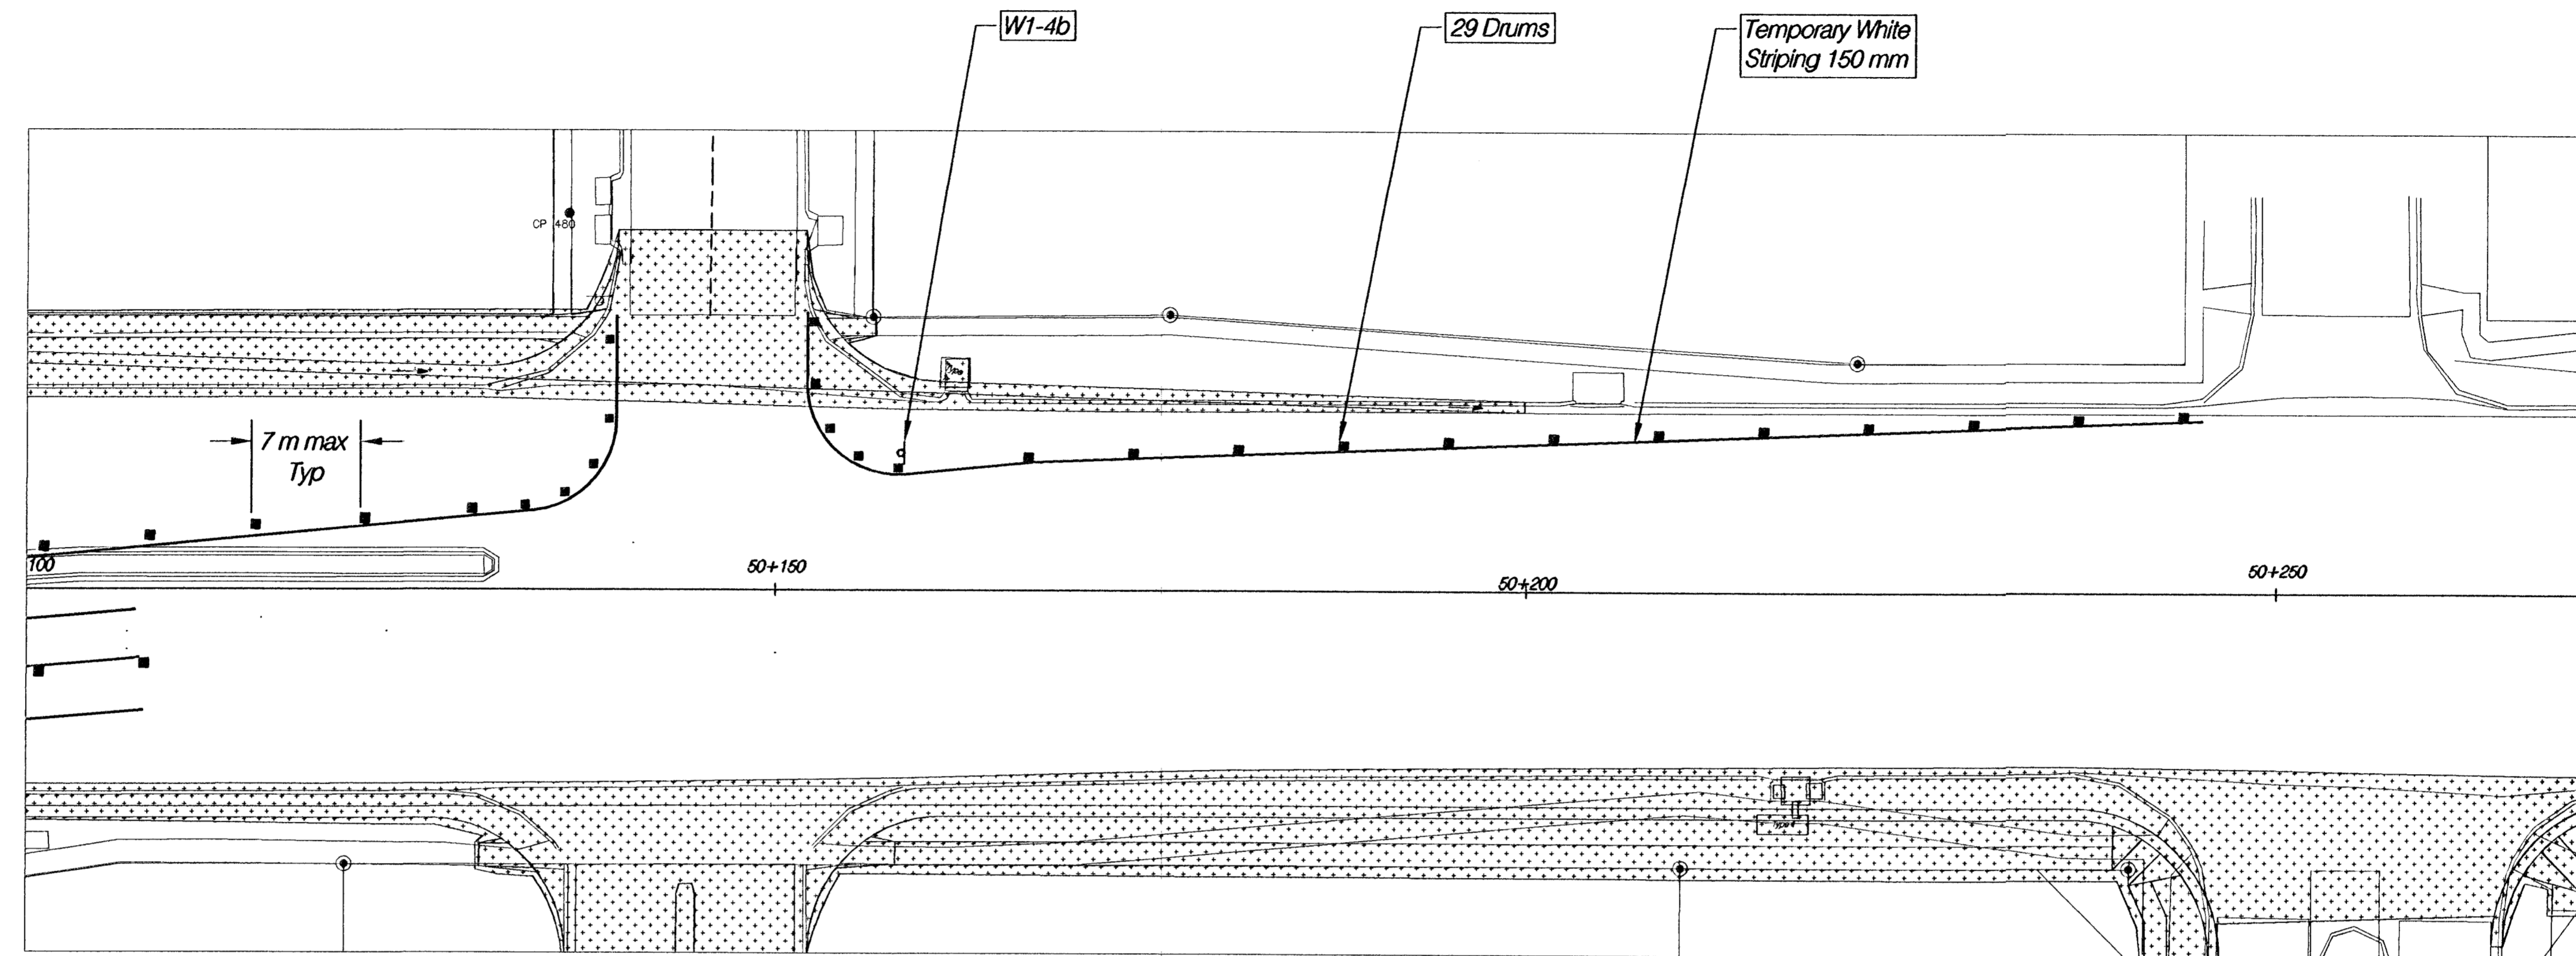 W1-4b
29 Drums
Temporary White
Striping 150 mm
CP 480
7 m max
Typ
100
50+150
50+200
50+250